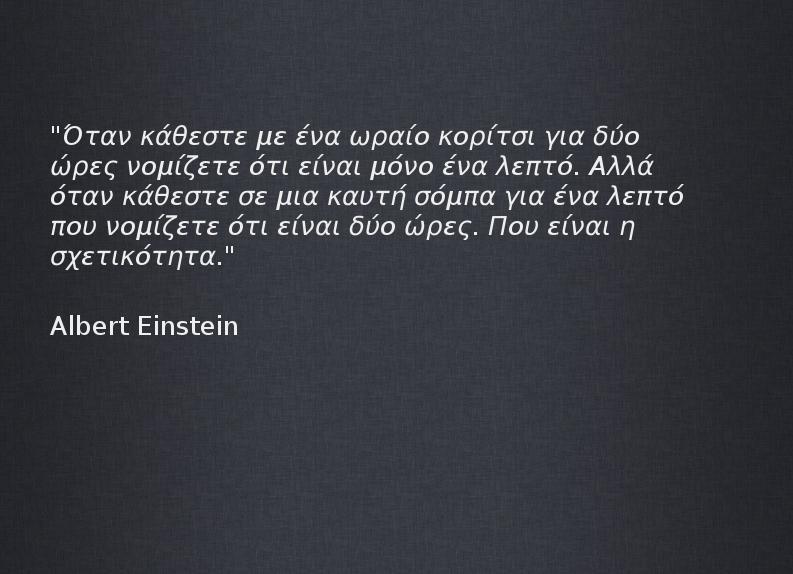 "Όταν κάθεστε με ένα ωραίο κορίτσι για δύο
ώρες νομίζετε ότι είναι μόνο ένα λεπτό. Αλλά
όταν κάθεστε σε μια καυτή σόμπα για ένα λεπτό
που νομίζετε ότι είναι δύο ώρες. Που είναι η
σχετικότητα."
Albert Einstein